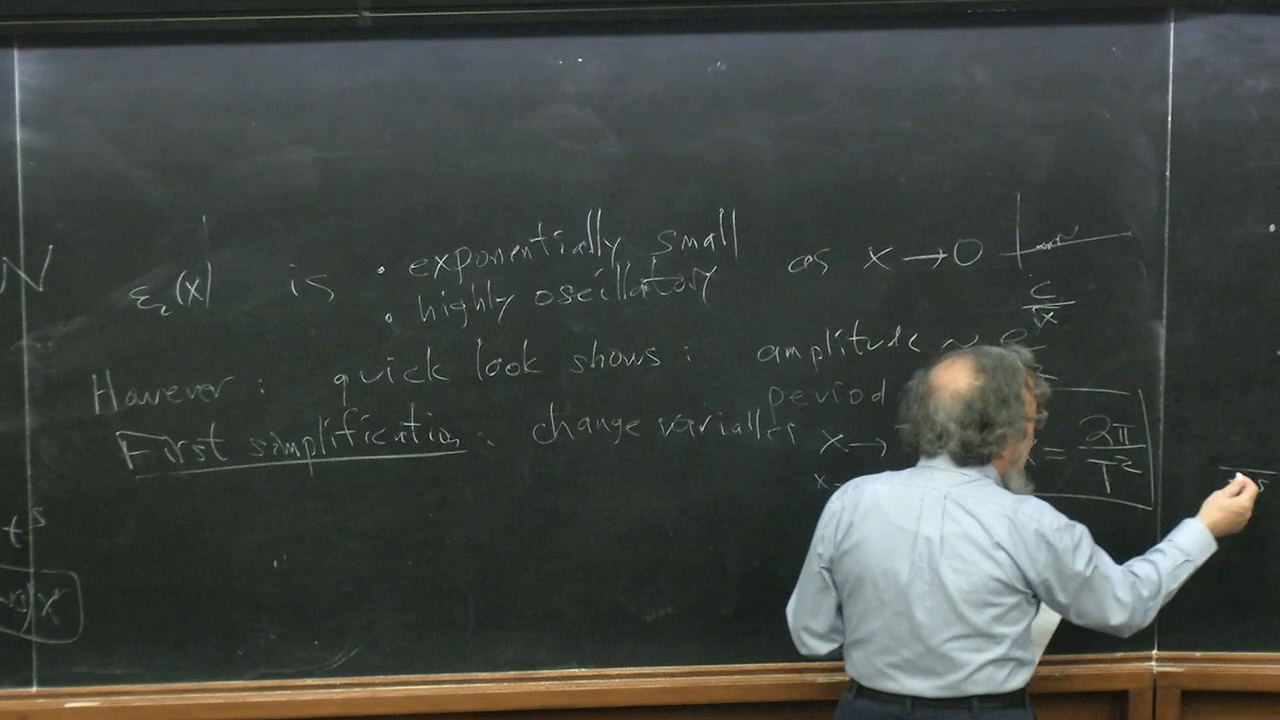 N
ε₂(x) is • exponentially small as x → 0
• highly oscillatory
c/√x
However: quick look shows: amplitude ~ e
period
First simplification: change variables x →
= 2π/T²
x
t^s